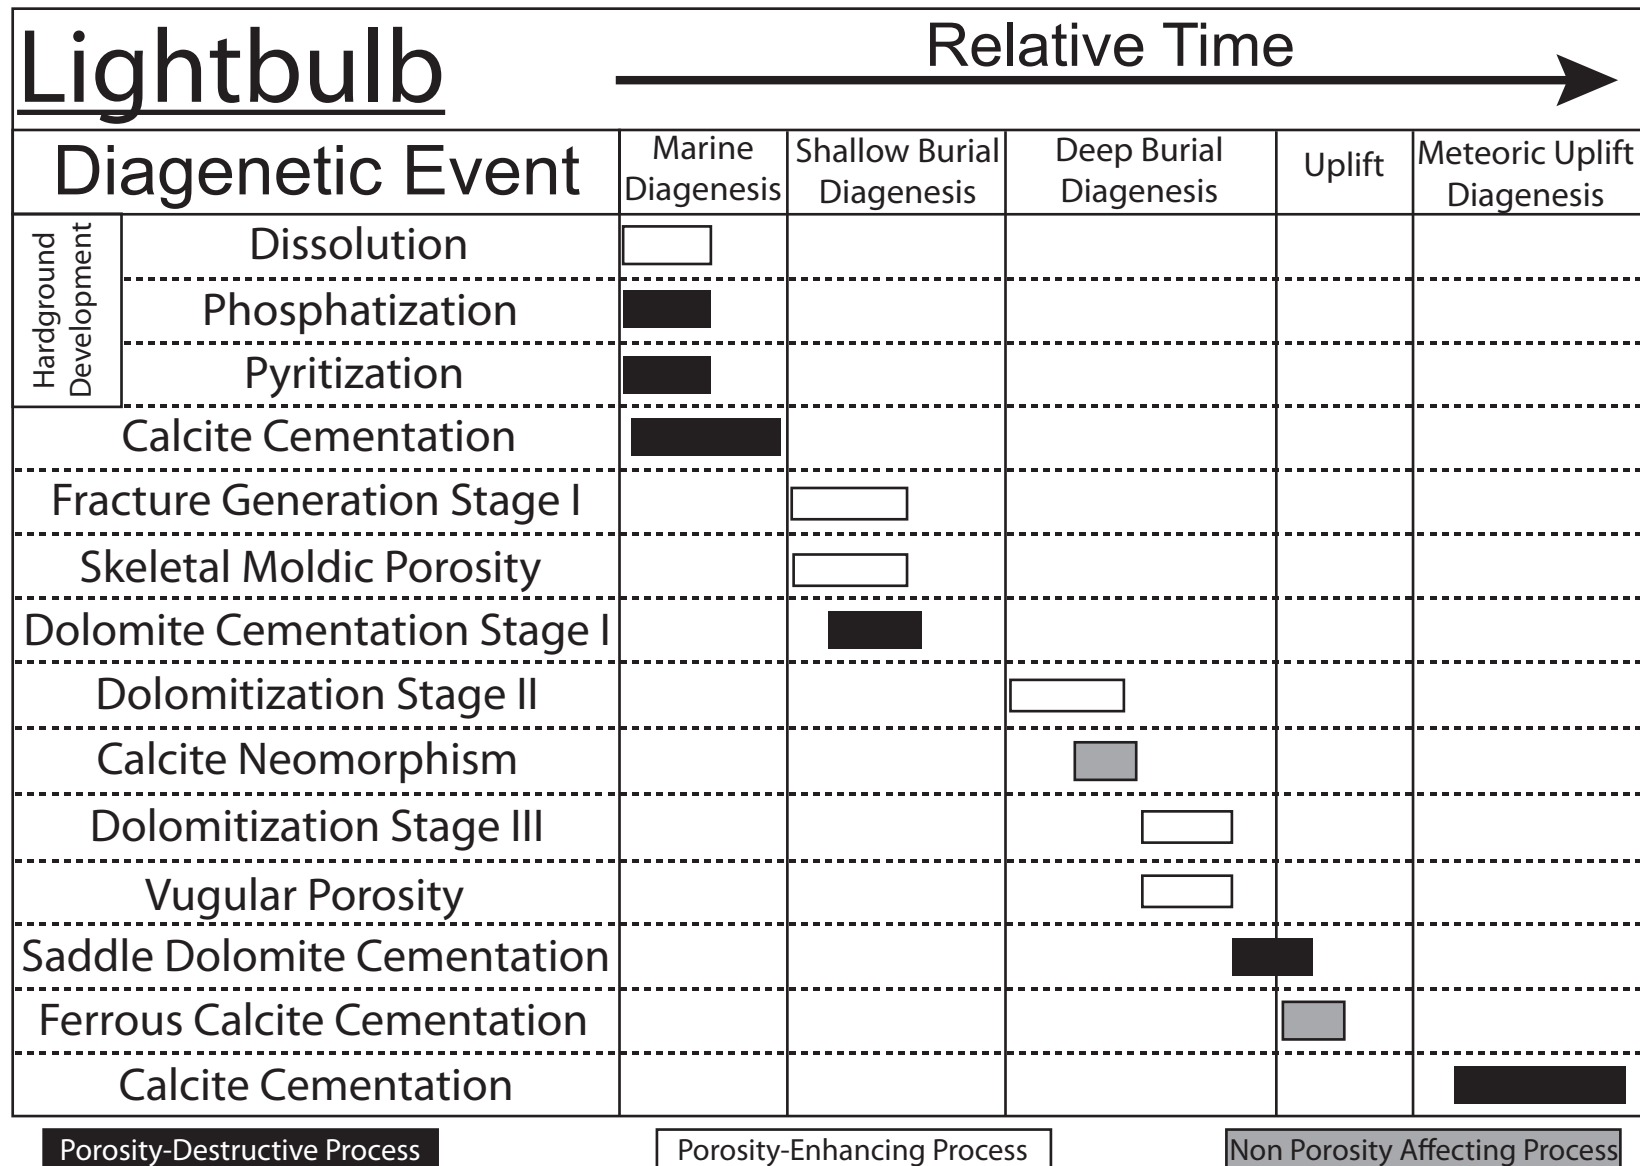 Lightbulb
Relative Time
Diagenetic Event
Marine
Diagenesis
Shallow Burial
Diagenesis
Deep Burial
Diagenesis
Uplift
Meteoric Uplift
Diagenesis
Hardground
Development
Dissolution
Phosphatization
Pyritization
Calcite Cementation
Fracture Generation Stage I
Skeletal Moldic Porosity
Dolomite Cementation Stage I
Dolomitization Stage II
Calcite Neomorphism
Dolomitization Stage III
Vugular Porosity
Saddle Dolomite Cementation
Ferrous Calcite Cementation
Calcite Cementation
Porosity-Destructive Process
Porosity-Enhancing Process
Non Porosity Affecting Process